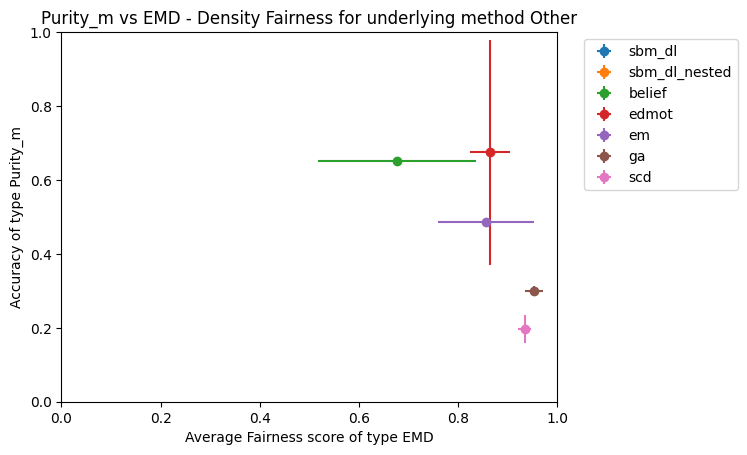 Purity_m vs EMD - Density Fairness for underlying method Other
Accuracy of type Purity_m
1.0
0.8
0.6
0.4
0.2
0.0
0.0 0.2 0.4 0.6 0.8 1.0
Average Fairness score of type EMD
sbm_dl
sbm_dl_nested
belief
edmot
em
ga
scd